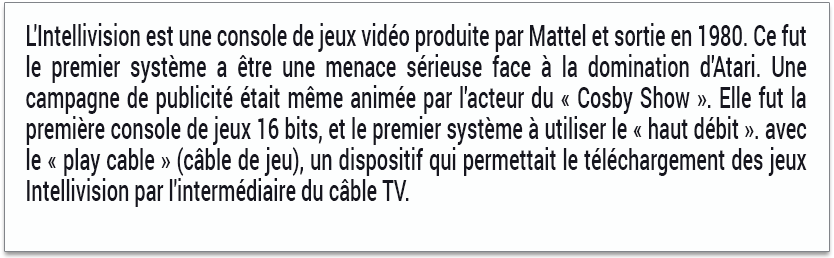 L'Intellivision est une console de jeux vidéo produite par Mattel et sortie en 1980. Ce fut
le premier système a être une menace sérieuse face à la domination d'Atari. Une
campagne de publicité était même animée par l'acteur du « Cosby Show ». Elle fut la
première console de jeux 16 bits, et le premier système à utiliser le « haut débit ». avec
le « play cable » (câble de jeu), un dispositif qui permettait le téléchargement des jeux
Intellivision par l'intermédiaire du câble TV.